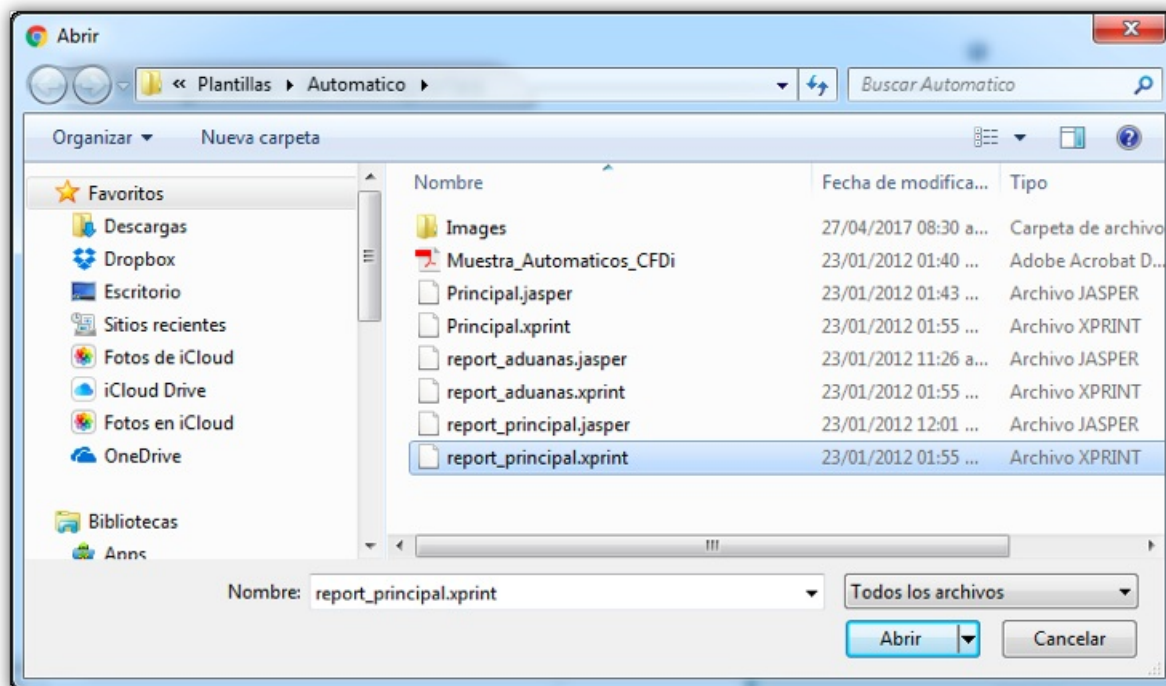 Abrir
« Plantillas Automatico
Buscar Automatico
Organizar Nueva carpeta
Favoritos
Descargas
Dropbox
Escritorio
Sitios recientes
Fotos de iCloud
iCloud Drive
Fotos en iCloud
OneDrive
Bibliotecas
Apps
Nombre Fecha de modifica... Tipo
Images 27/04/2017 08:30 a... Carpeta de archivo
Muestra_Automaticos_CFDi 23/01/2012 01:40 ... Adobe Acrobat D...
Principal.jasper 23/01/2012 01:43 ... Archivo JASPER
Principal.xprint 23/01/2012 01:55 ... Archivo XPRINT
report_aduanas.jasper 23/01/2012 11:26 a... Archivo JASPER
report_aduanas.xprint 23/01/2012 01:55 ... Archivo XPRINT
report_principal.jasper 23/01/2012 12:01 ... Archivo JASPER
report_principal.xprint 23/01/2012 01:55 ... Archivo XPRINT
Nombre: report_principal.xprint Todos los archivos
Abrir Cancelar